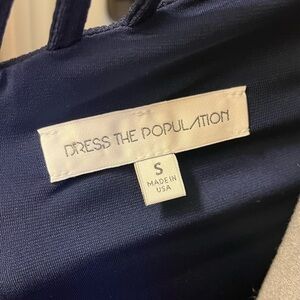 DRESS THE POPULATION
S
MADE IN
USA